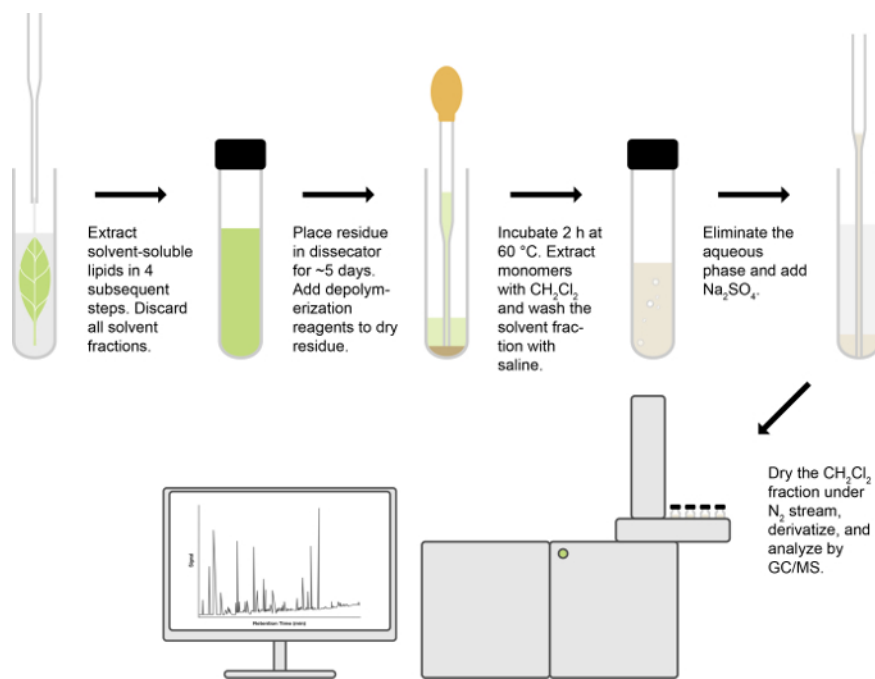 Extract
solvent-soluble
lipids in 4
subsequent
steps. Discard
all solvent
fractions.
Place residue
in dissecator
for ~5 days.
Add depolym-
erization
reagents to dry
residue.
Incubate 2 h at
60 °C. Extract
monomers
with CH₂Cl₂
and wash the
solvent frac-
tion with
saline.
Eliminate the
aqueous
phase and add
Na₂SO₄.
Dry the CH₂Cl₂
fraction under
N₂ stream,
derivatize, and
analyze by
GC/MS.
Signal
Retention Time (min)